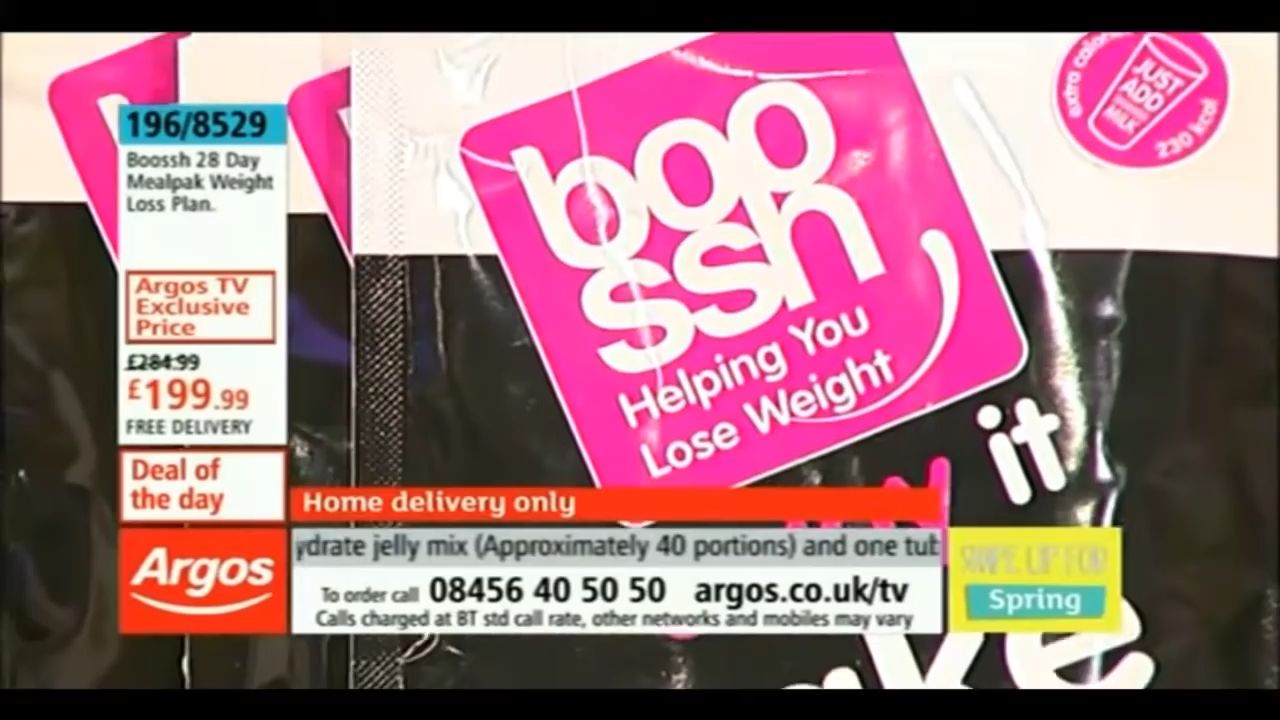 196/8529
Boossh 28 Day
Mealpak Weight
Loss Plan.
Argos TV
Exclusive
Price
£284.99
£199.99
FREE DELIVERY
Deal of
the day
Home delivery only
Argos
ydrate jelly mix (Approximately 40 portions) and one tub
To order call 08456 40 50 50 argos.co.uk/tv
Calls charged at BT std call rate, other networks and mobiles may vary
SHAPE UP FOR
Spring
boo
ssh
Helping You
Lose Weight
it
JUST
ADD
MILK
230 kcal